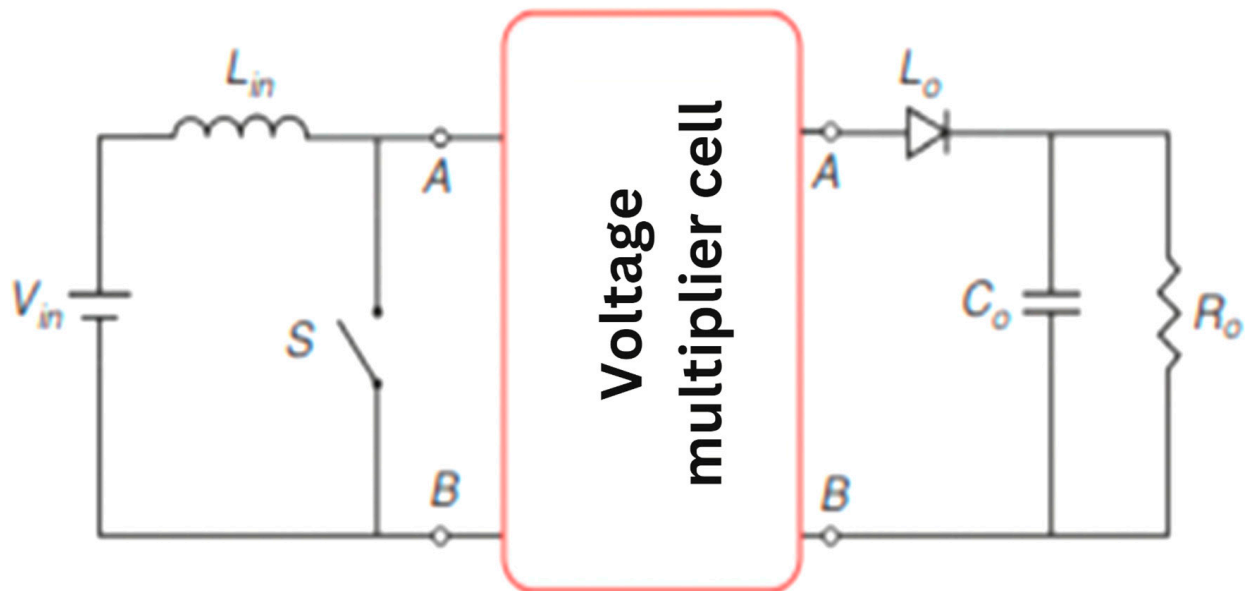 L_in
A
V_in
S
B
Voltage
multiplier cell
L_o
A
C_o
R_o
B